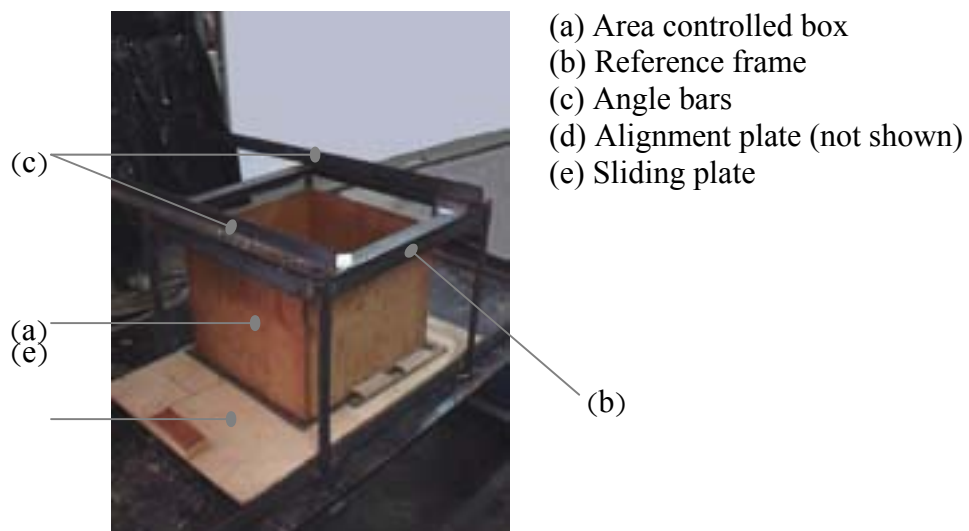 (a) Area controlled box
(b) Reference frame
(c) Angle bars
(d) Alignment plate (not shown)
(e) Sliding plate
(c)
(a)
(e)
(b)